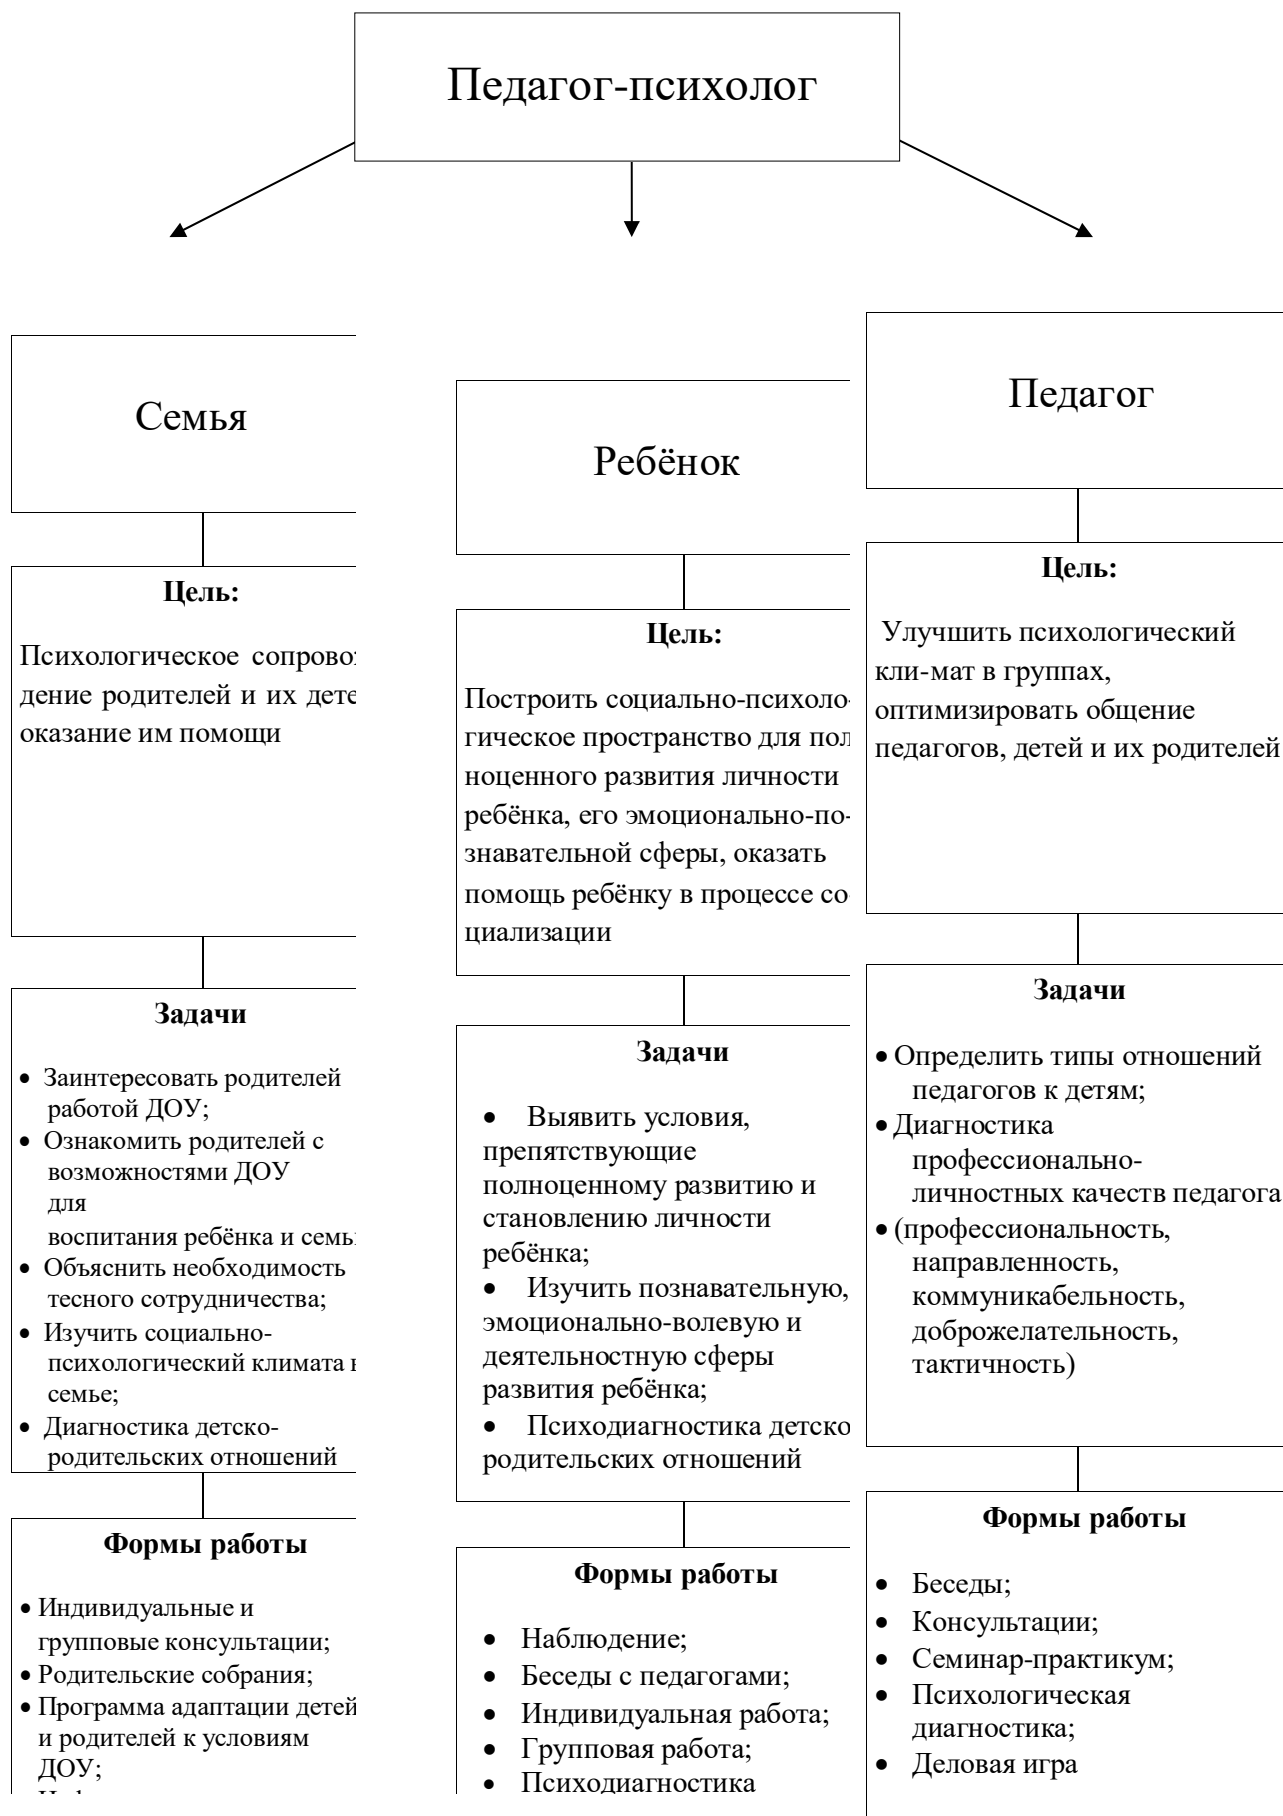 Педагог-психолог
Семья
Цель:
Психологическое сопровож
дение родителей и их дете
оказание им помощи
Задачи
• Заинтересовать родителей
работой ДОУ;
• Ознакомить родителей с
возможностями ДОУ
для
воспитания ребёнка и семь
• Объяснить необходимость
тесного сотрудничества;
• Изучить социально-
психологический климата в
семье;
• Диагностика детско-
родительских отношений
Формы работы
• Индивидуальные и
групповые консультации;
• Родительские собрания;
• Программа адаптации детей
и родителей к условиям
ДОУ;
Ребёнок
Цель:
Построить социально-психоло-
гическое пространство для пол
ноценного развития личности
ребёнка, его эмоционально-по-
знавательной сферы, оказать
помощь ребёнку в процессе со
циализации
Задачи
• Выявить условия,
препятствующие
полноценному развитию и
становлению личности
ребёнка;
• Изучить познавательную,
эмоционально-волевую и
деятельностную сферы
развития ребёнка;
• Психодиагностика детско
родительских отношений
Формы работы
• Наблюдение;
• Беседы с педагогами;
• Индивидуальная работа;
• Групповая работа;
• Психодиагностика
Педагог
Цель:
Улучшить психологический
кли-мат в группах,
оптимизировать общение
педагогов, детей и их родителей
Задачи
• Определить типы отношений
педагогов к детям;
• Диагностика
профессионально-
личностных качеств педагога
• (профессиональность,
направленность,
коммуникабельность,
доброжелательность,
тактичность)
Формы работы
• Беседы;
• Консультации;
• Семинар-практикум;
• Психологическая
диагностика;
• Деловая игра